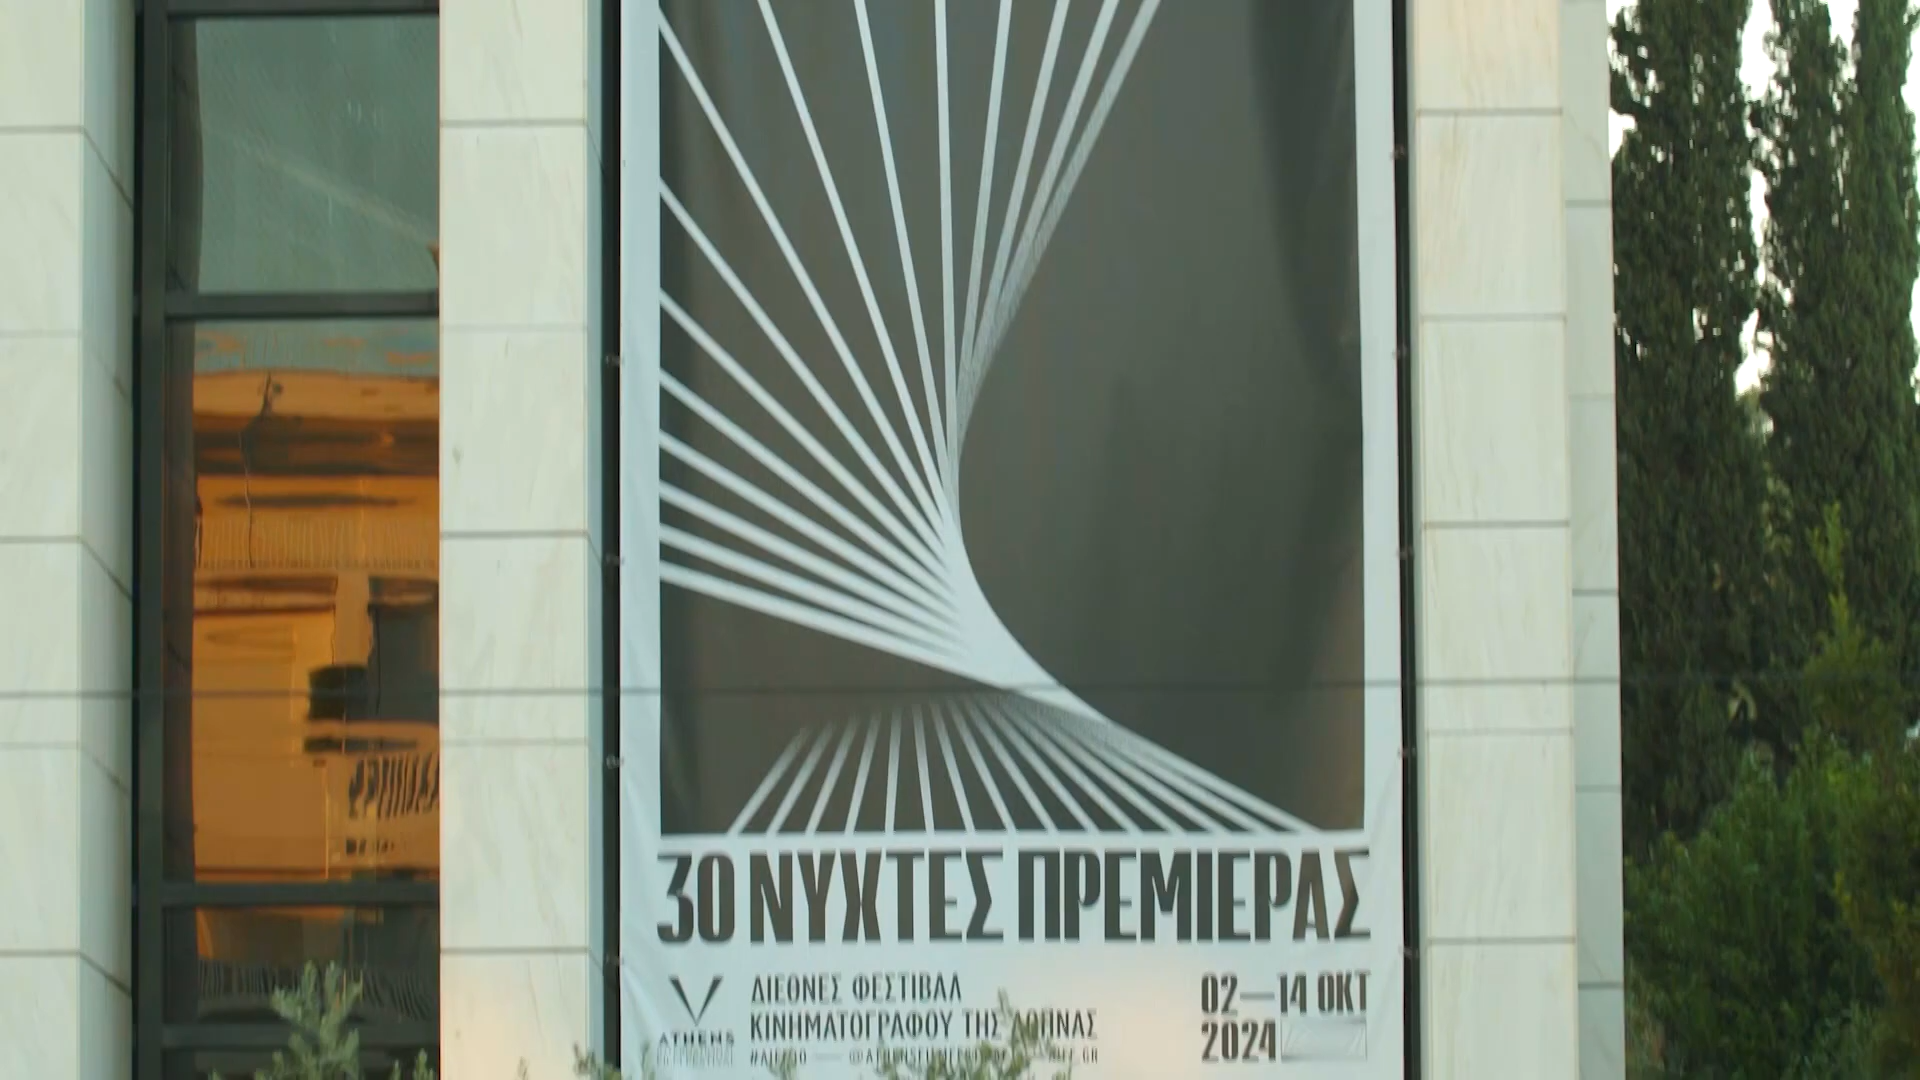 30 ΝΥΧΤΕΣ ΠΡΕΜΙΕΡΑΣ
ΔΙΕΘΝΕΣ ΦΕΣΤΙΒΑΛ
ΚΙΝΗΜΑΤΟΓΡΑΦΟΥ ΤΗΣ ΑΘΗΝΑΣ
ATHENS
02—14 ΟΚΤ
2024